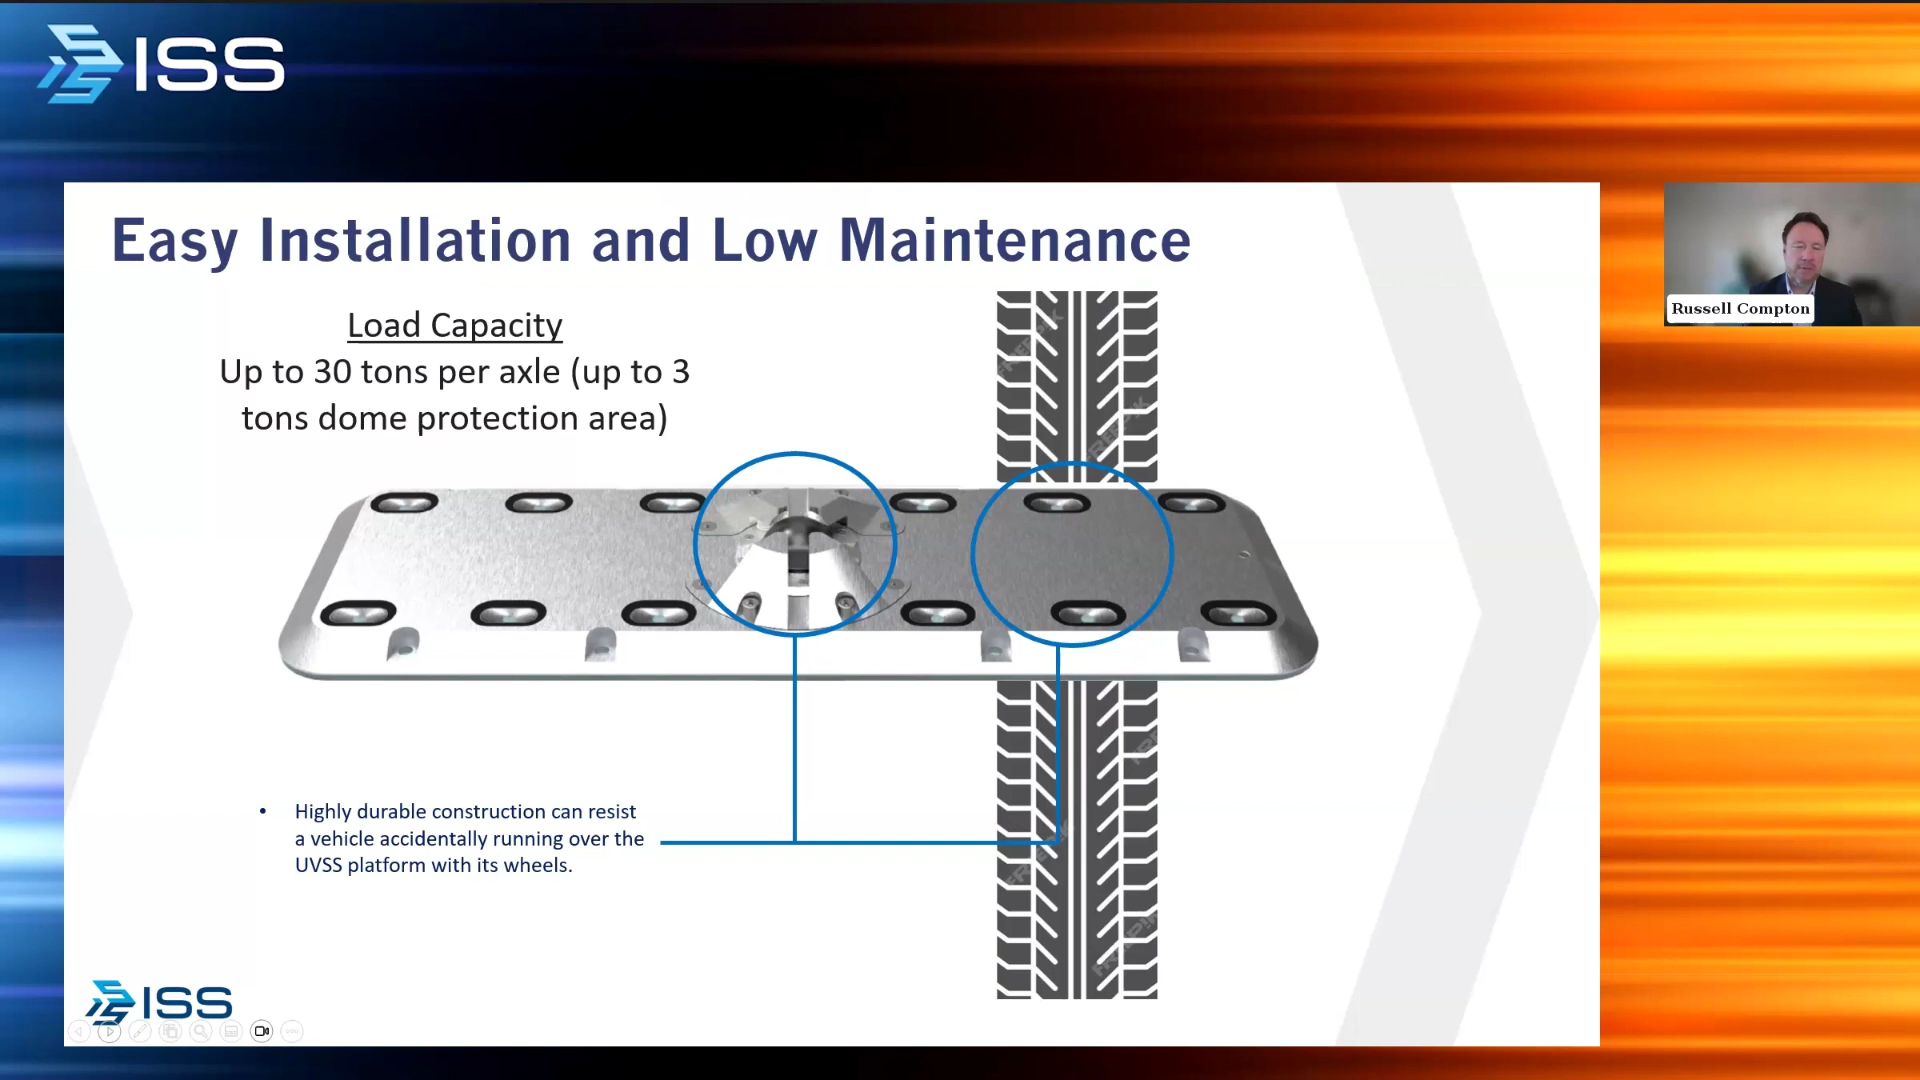 ISS
Easy Installation and Low Maintenance
Load Capacity
Up to 30 tons per axle (up to 3
tons dome protection area)
Russell Compton
• Highly durable construction can resist
a vehicle accidentally running over the
UVSS platform with its wheels.
ISS